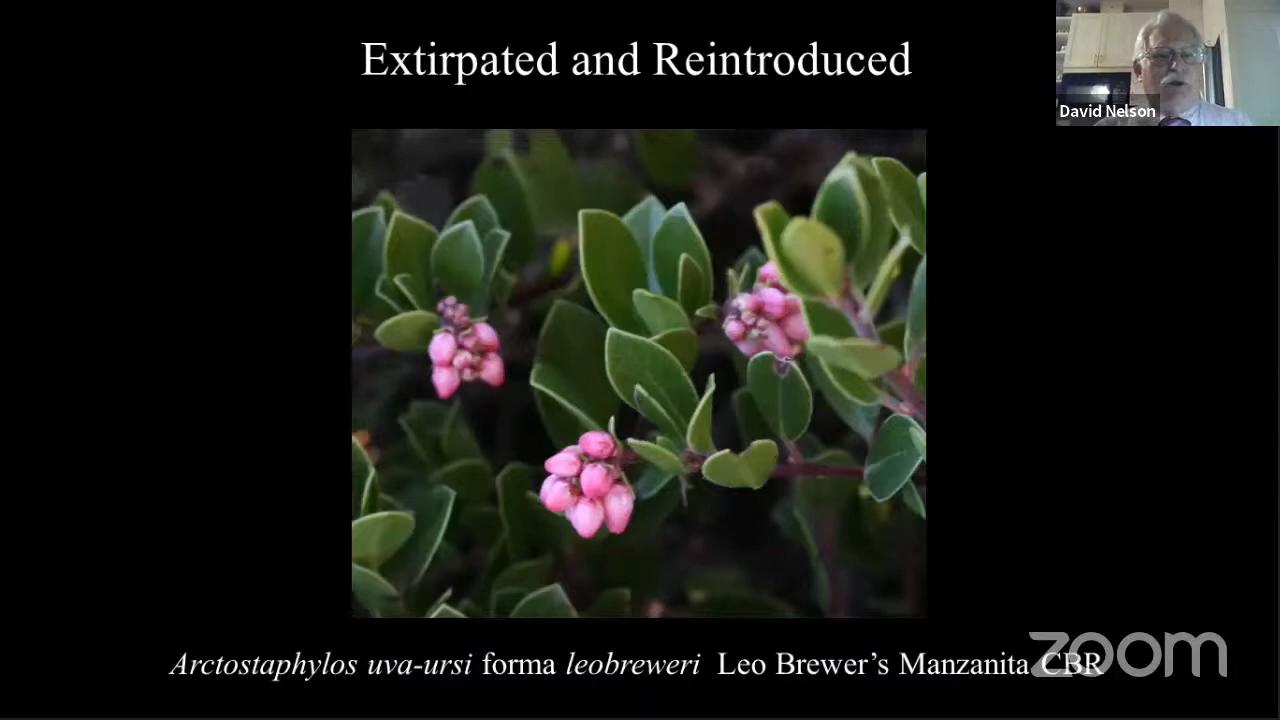 Extirpated and Reintroduced
David Nelson
Arctostaphylos uva-ursi forma leobreweri Leo Brewer's Manzanita CBR
zoom